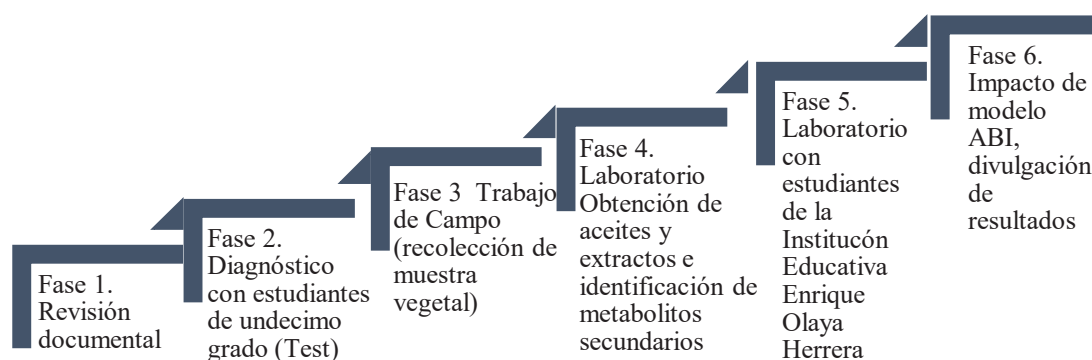 Fase 1.
Revisión
documental
Fase 2.
Diagnóstico
con estudiantes
de undecimo
grado (Test)
Fase 3 Trabajo
de Campo
(recolección de
muestra
vegetal)
Fase 4.
Laboratorio
Obtención de
aceites y
extractos e
identificación de
metabolitos
secundarios
Fase 5.
Laboratorio
con
estudiantes
de la
Institucón
Educativa
Enrique
Olaya
Herrera
Fase 6.
Impacto de
modelo
ABI,
divulgación
de
resultados